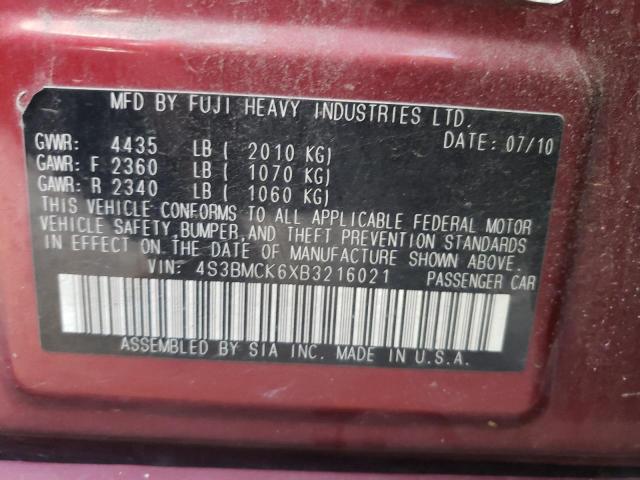 MFD BY FUJI HEAVY INDUSTRIES LTD.
DATE: 07/10
GVWR: 4435 LB ( 2010 KG)
GAWR: F 2360 LB ( 1070 KG)
GAWR: R 2340 LB ( 1060 KG)
THIS VEHICLE CONFORMS TO ALL APPLICABLE FEDERAL MOTOR
VEHICLE SAFETY, BUMPER, AND THEFT PREVENTION STANDARDS
IN EFFECT ON THE DATE OF MANUFACTURE SHOWN ABOVE.
VIN: 4S3BMCK6XB3216021 PASSENGER CAR
ASSEMBLED BY SIA INC. MADE IN U.S.A.